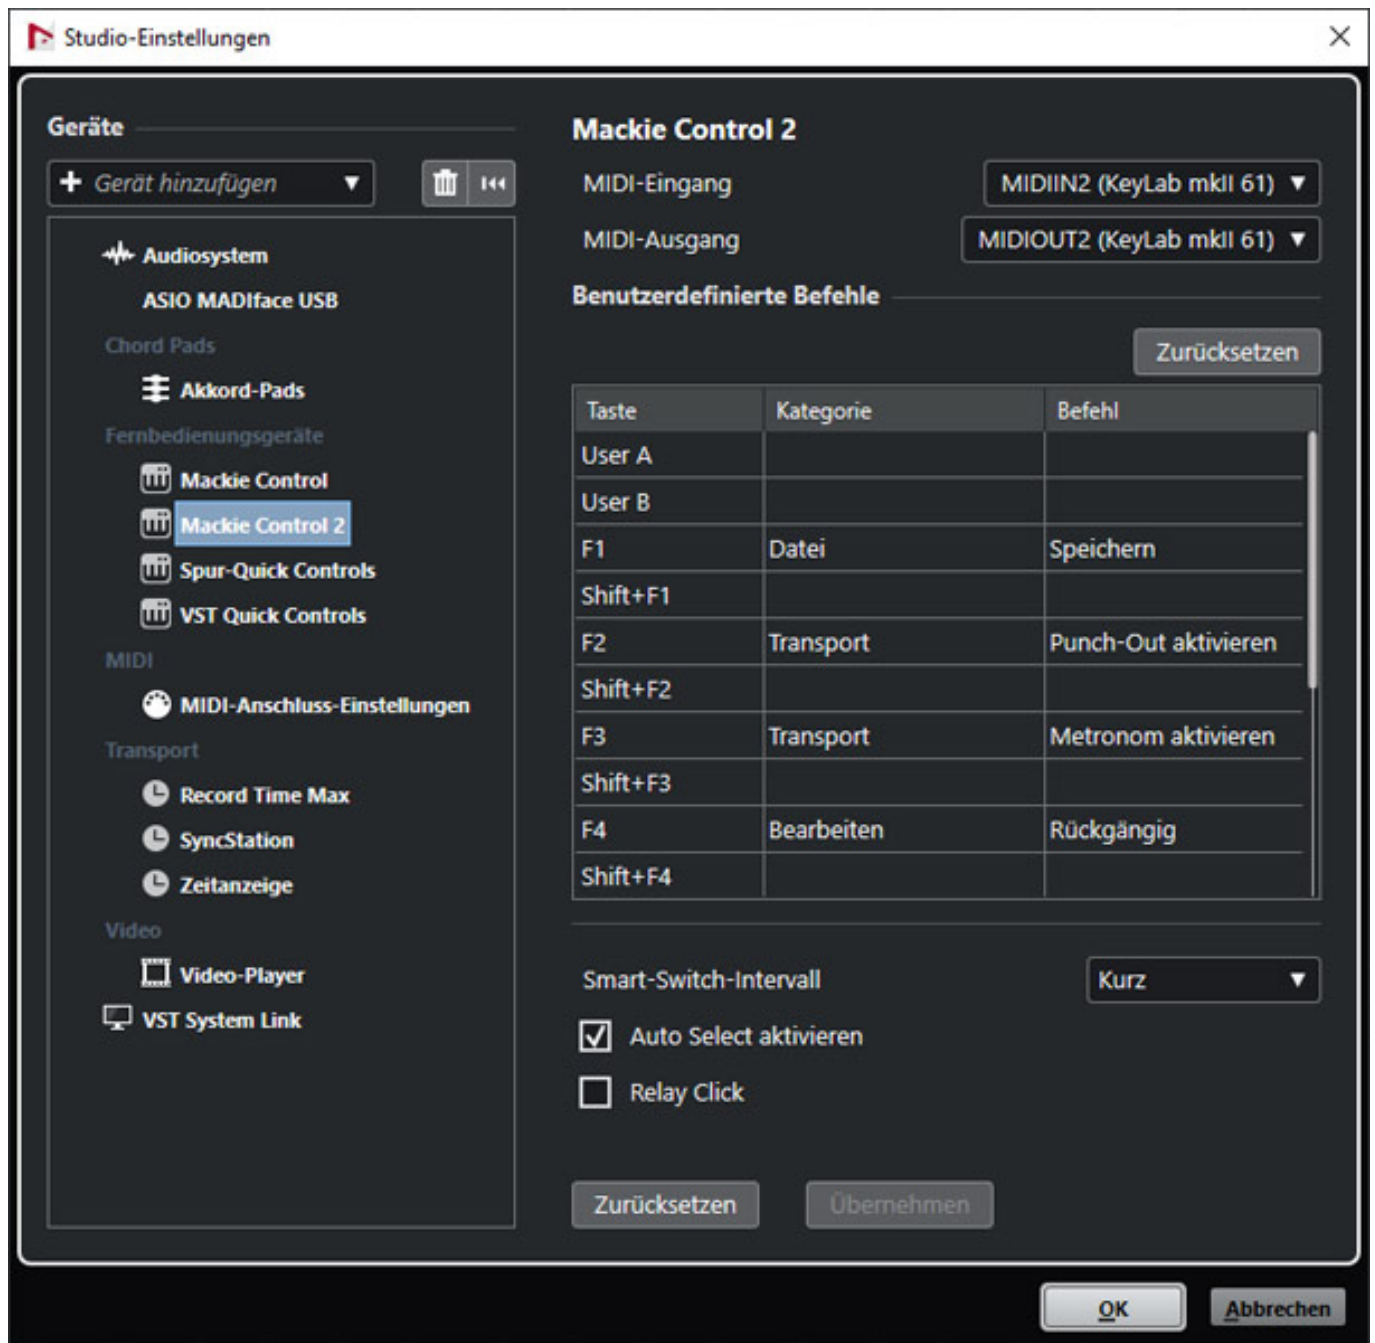 Studio-Einstellungen
Geräte
Gerät hinzufügen
Audiosystem
ASIO MADIface USB
Chord Pads
Akkord-Pads
Fernbedienungsgeräte
Mackie Control
Mackie Control 2
Spur-Quick Controls
VST Quick Controls
MIDI
MIDI-Anschluss-Einstellungen
Transport
Record Time Max
SyncStation
Zeitanzeige
Video
Video-Player
VST System Link
Mackie Control 2
MIDI-Eingang MIDIIN2 (KeyLab mkII 61)
MIDI-Ausgang MIDIOUT2 (KeyLab mkII 61)
Benutzerdefinierte Befehle
Zurücksetzen
Taste Kategorie Befehl
User A
User B
F1 Datei Speichern
Shift+F1
F2 Transport Punch-Out aktivieren
Shift+F2
F3 Transport Metronom aktivieren
Shift+F3
F4 Bearbeiten Rückgängig
Shift+F4
Smart-Switch-Intervall Kurz
Auto Select aktivieren
Relay Click
Zurücksetzen Übernehmen
OK Abbrechen